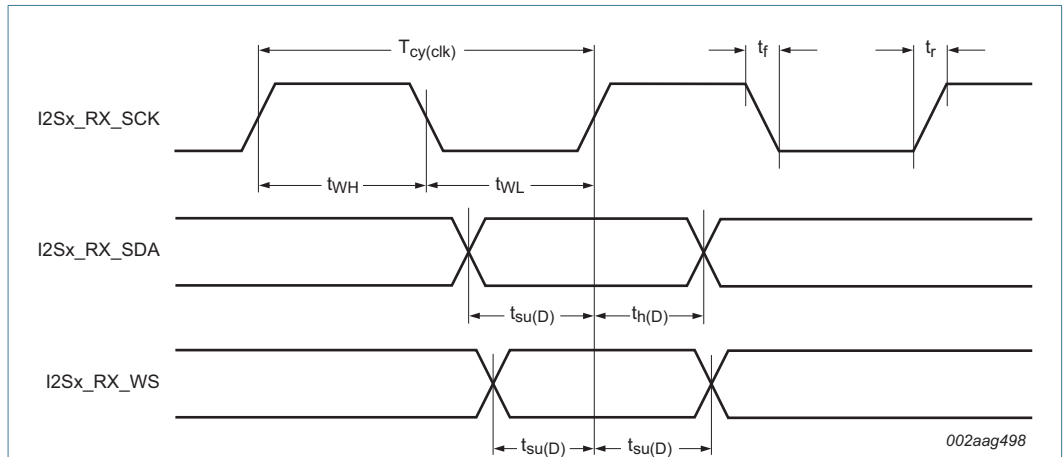 T_cy(clk)
t_f
t_r
I2Sx_RX_SCK
t_WH
t_WL
I2Sx_RX_SDA
t_su(D)
t_h(D)
I2Sx_RX_WS
t_su(D)
t_su(D)
002aag498